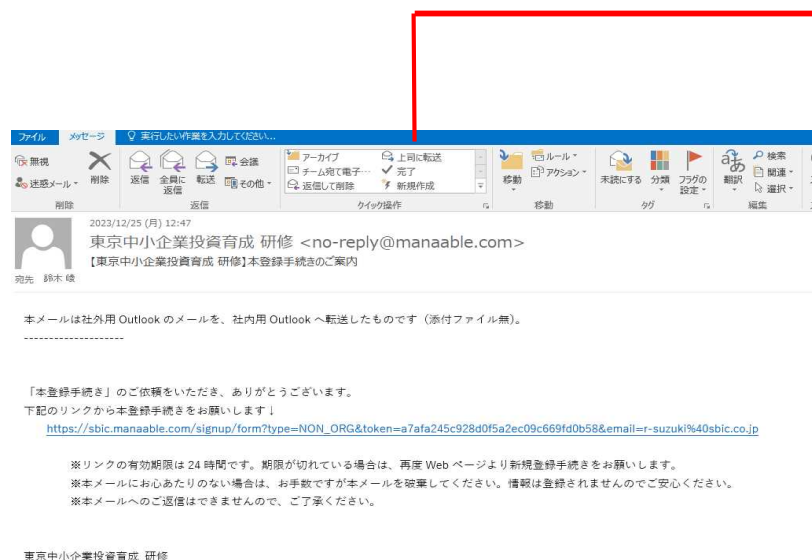 ファイル メッセージ 実行したい作業を入力してください...
無視 削除 返信 全員に返信 転送 会議 アーカイブ 上司に転送 移動 ルール 未読にする 分類 フラグの設定 翻訳 検索
迷惑メール その他 チーム宛て電子… 完了 アクション 関連
返信して削除 新規作成 選択
削除 返信 クイック操作 移動 タグ 編集
2023/12/25 (月) 12:47
東京中小企業投資育成 研修 <no-reply@manaable.com>
【東京中小企業投資育成 研修】本登録手続きのご案内
宛先 鈴木 崚
本メールは社外用 Outlook のメールを、社内用 Outlook へ転送したものです（添付ファイル無）。
--------------------
「本登録手続き」のご依頼をいただき、ありがとうございます。
下記のリンクから本登録手続きをお願いします↓
https://sbic.manaable.com/signup/form?type=NON_ORG&token=a7afa245c928d0f5a2ec09c669fd0b58&email=r-suzuki%40sbic.co.jp
※リンクの有効期限は 24 時間です。期限が切れている場合は、再度 Web ページより新規登録手続きをお願いします。
※本メールにお心あたりのない場合は、お手数ですが本メールを破棄してください。情報は登録されませんのでご安心ください。
※本メールへのご返信はできませんので、ご了承ください。
東京中小企業投資育成 研修